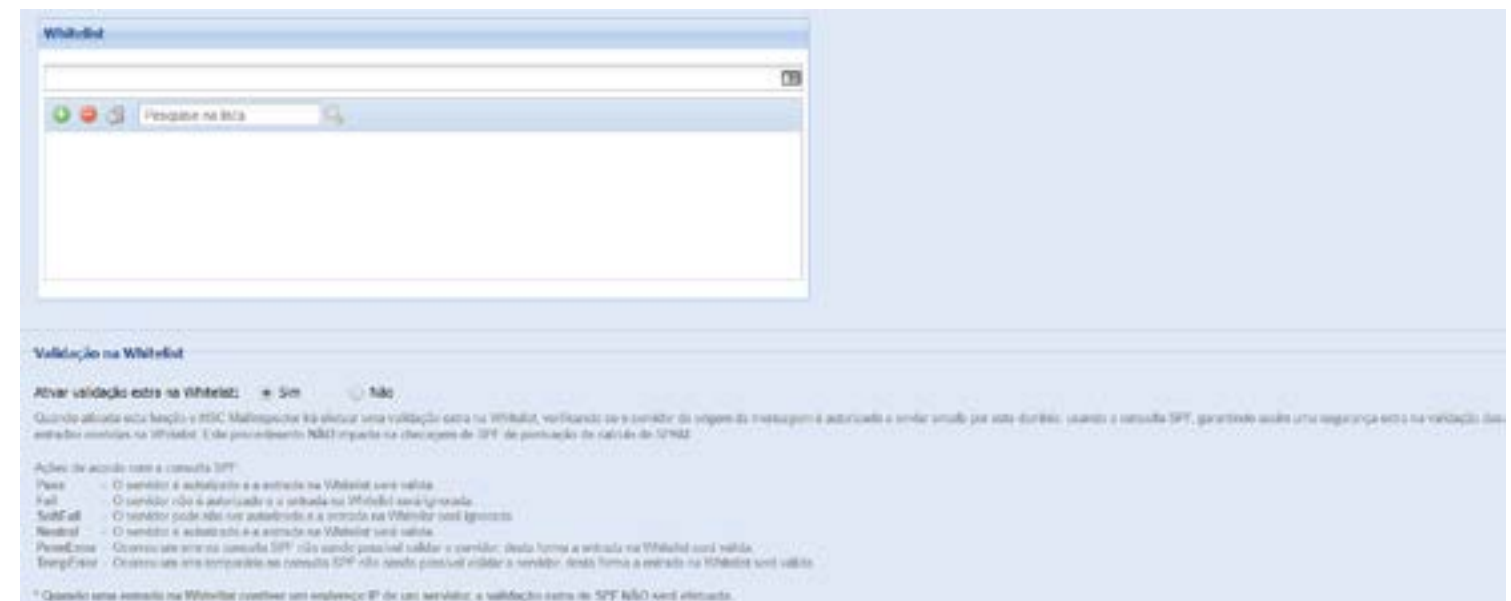 Whitelist
Pesquise na lista
Validação na Whitelist
Ativar validação extra na Whitelist: Sim Não
Quando ativada esta função o HSC MailInspector irá efetuar uma validação extra na Whitelist, verificando se o servidor de origem da mensagem é autorizado a enviar emails por este domínio, usando a consulta SPF, garantindo assim uma segurança extra na validação das
entradas contidas na Whitelist. Este procedimento NÃO impacta na checagem de SPF de pontuação do calculo de SPAM.
Ações de acordo com a consulta SPF:
Pass - O servidor é autorizado e a entrada na Whitelist será válida.
Fail - O servidor não é autorizado e a entrada na Whitelist será ignorada.
SoftFail - O servidor pode não ser autorizado e a entrada na Whitelist será ignorada.
Neutral - O servidor é autorizado e a entrada na Whitelist será válida.
PermError - Ocorreu um erro na consulta SPF não sendo possível validar o servidor, desta forma a entrada na Whitelist será válida.
TempError - Ocorreu um erro temporário na consulta SPF não sendo possível validar o servidor, desta forma a entrada na Whitelist será válida.
* Quando uma entrada na Whitelist contiver um endereço IP de um servidor, a validação extra de SPF NÃO será efetuada.